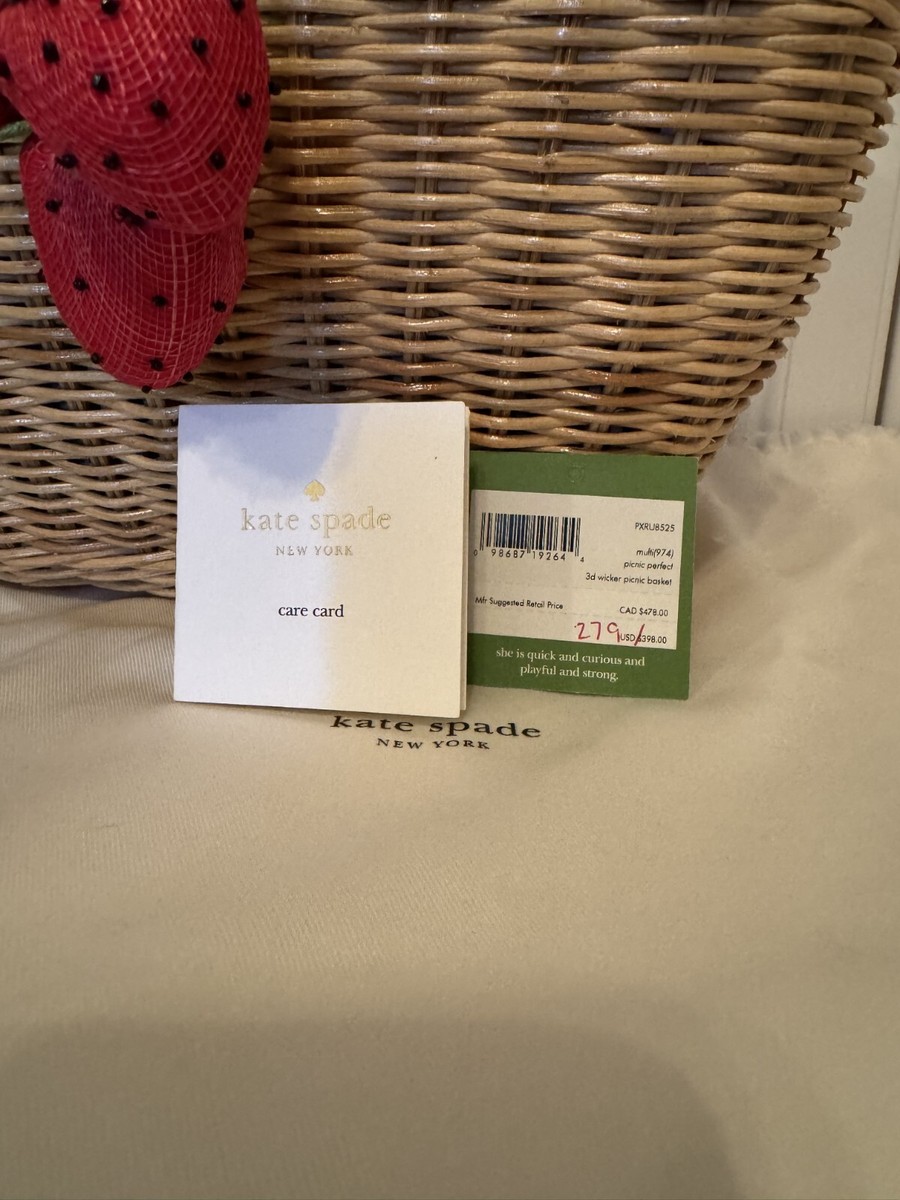 kate spade
NEW YORK
care card
0 98687 19264 4
PXRU8525
multi(974)
picnic perfect
3d wicker picnic basket
Mfr Suggested Retail Price
CAD $478.00
279/ USD $398.00
she is quick and curious and
playful and strong.
kate spade
NEW YORK